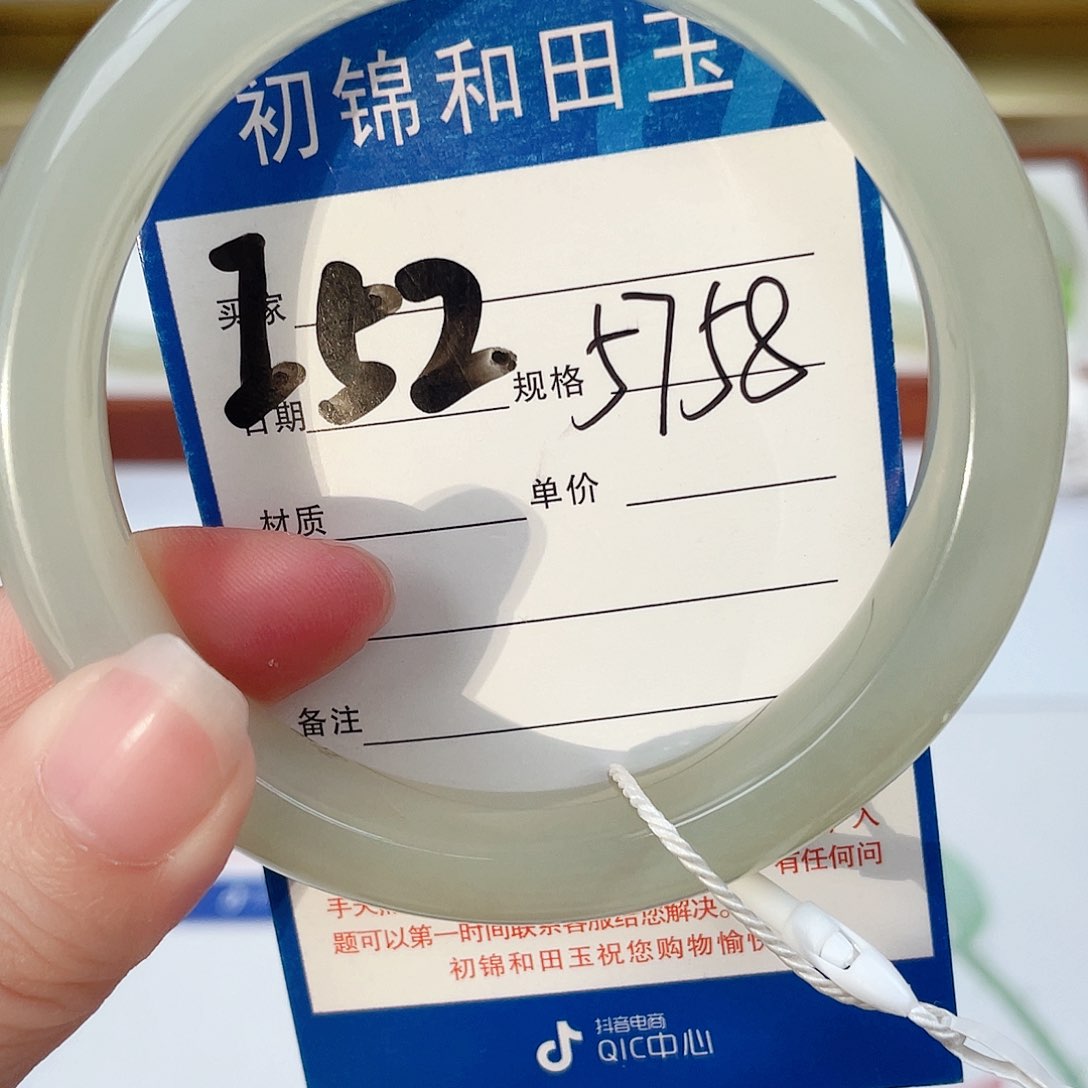 初锦和田玉
买家
152
日期 规格 5758
材质 单价
备注
入
有任何问
题可以第一时间联系客服给您解决。
初锦和田玉祝您购物愉快
抖音电商
QIC中心